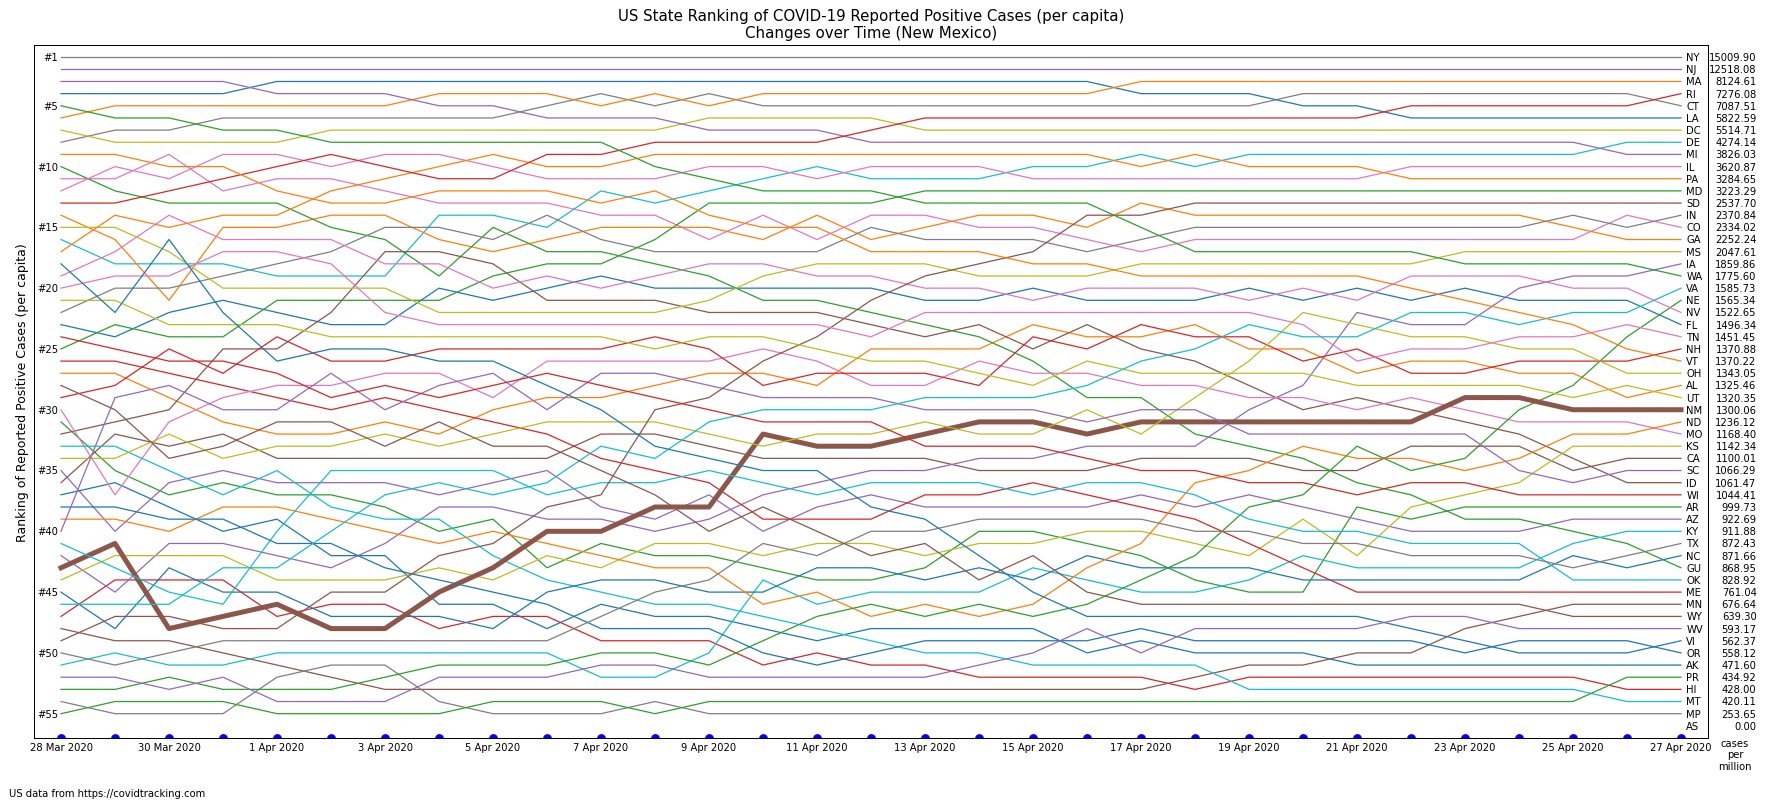 US State Ranking of COVID-19 Reported Positive Cases (per capita)
Changes over Time (New Mexico)
Ranking of Reported Positive Cases (per capita)
#1
#5
#10
#15
#20
#25
#30
#35
#40
#45
#50
#55
NY 15009.90
NJ 12518.08
MA 8124.61
RI 7276.08
CT 7087.51
LA 5822.59
DC 5514.71
DE 4274.14
MI 3826.03
IL 3620.87
PA 3284.65
MD 3223.29
SD 2537.70
IN 2370.84
CO 2334.02
GA 2252.24
MS 2047.61
IA 1859.86
WA 1775.60
VA 1585.73
NE 1565.34
NV 1522.65
FL 1496.34
TN 1451.45
NH 1370.88
VT 1370.22
OH 1343.05
AL 1325.46
UT 1320.35
NM 1300.06
ND 1236.12
MO 1168.40
KS 1142.34
CA 1100.01
SC 1066.29
ID 1061.47
WI 1044.41
AR 999.73
AZ 922.69
KY 911.88
TX 872.43
NC 871.66
GU 868.95
OK 828.92
ME 761.04
MN 676.64
WY 639.30
WV 593.17
VI 562.37
OR 558.12
AK 471.60
PR 434.92
HI 428.00
MT 420.11
MP 253.65
AS 0.00
28 Mar 2020 30 Mar 2020 1 Apr 2020 3 Apr 2020 5 Apr 2020 7 Apr 2020 9 Apr 2020 11 Apr 2020 13 Apr 2020 15 Apr 2020 17 Apr 2020 19 Apr 2020 21 Apr 2020 23 Apr 2020 25 Apr 2020 27 Apr 2020
cases
per
million
US data from https://covidtracking.com